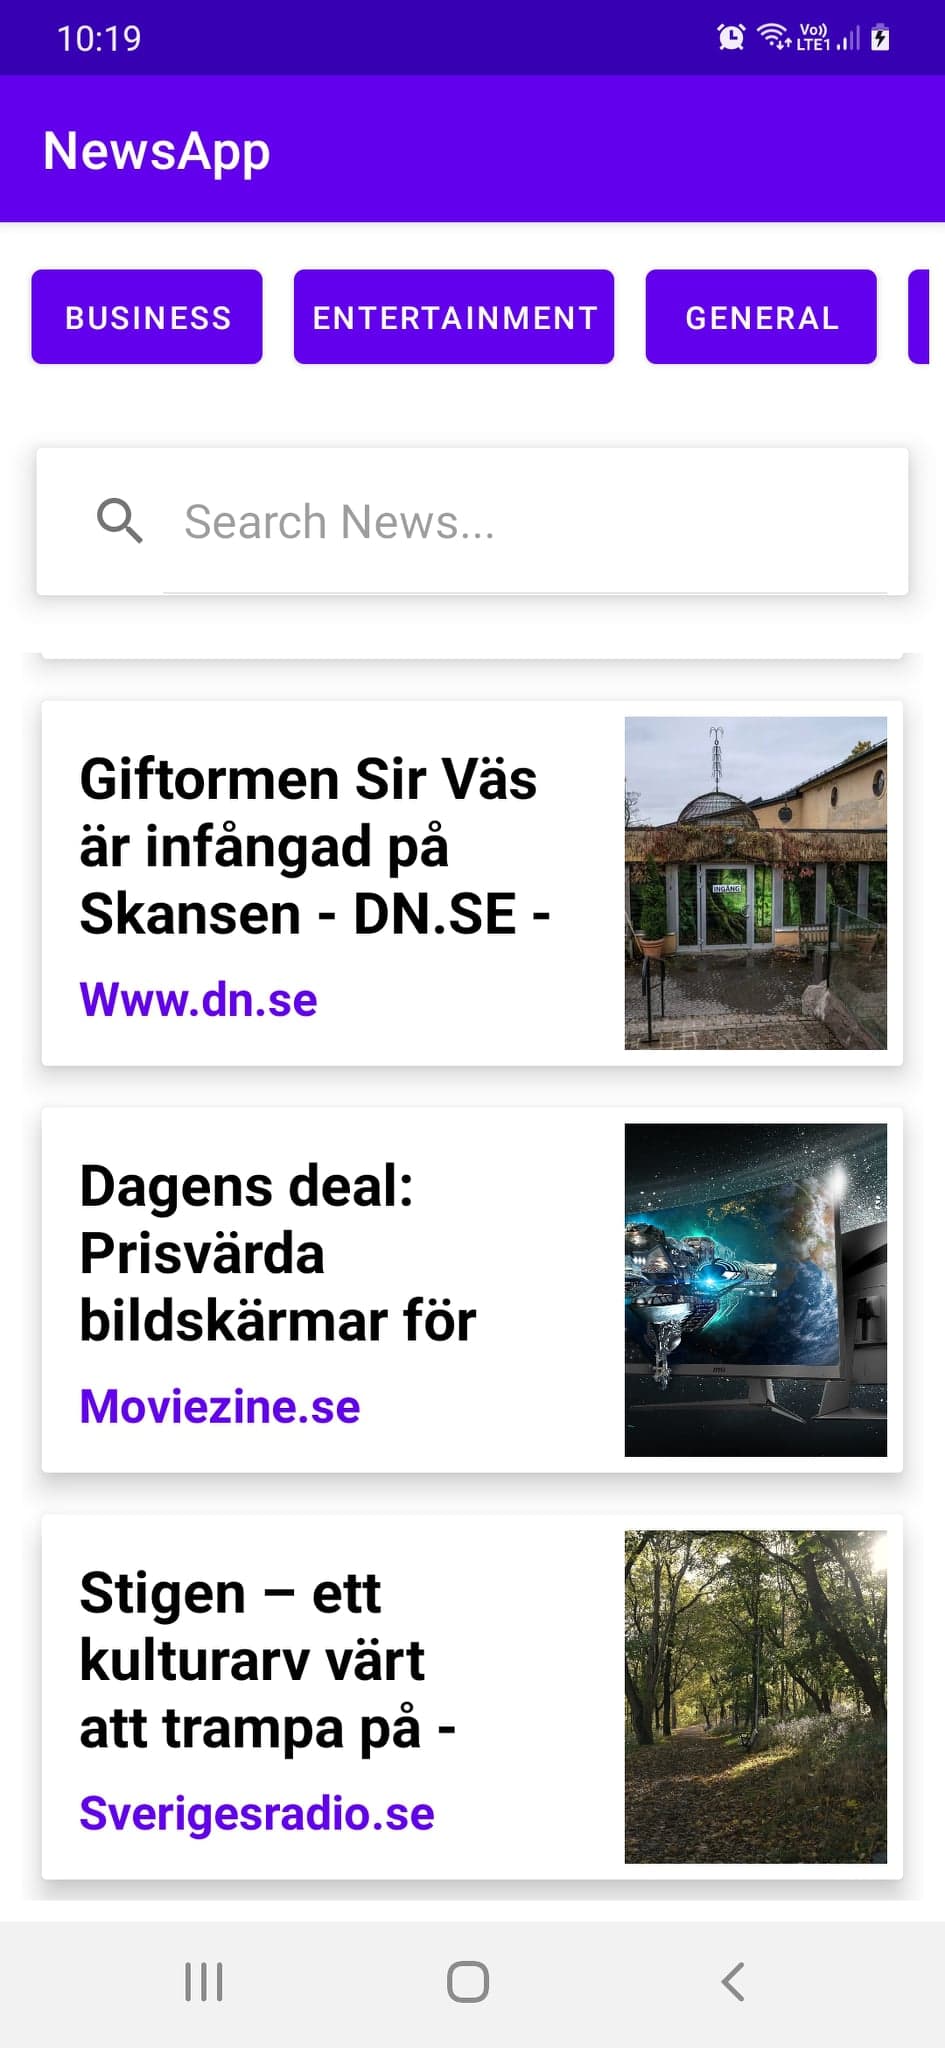 10:19
Vo))
LTE1
NewsApp
BUSINESS
ENTERTAINMENT
GENERAL
Search News...
Giftormen Sir Väs
är infångad på
Skansen - DN.SE -
Www.dn.se
INGÅNG
Dagens deal:
Prisvärda
bildskärmar för
Moviezine.se
msi
Stigen – ett
kulturarv värt
att trampa på -
Sverigesradio.se